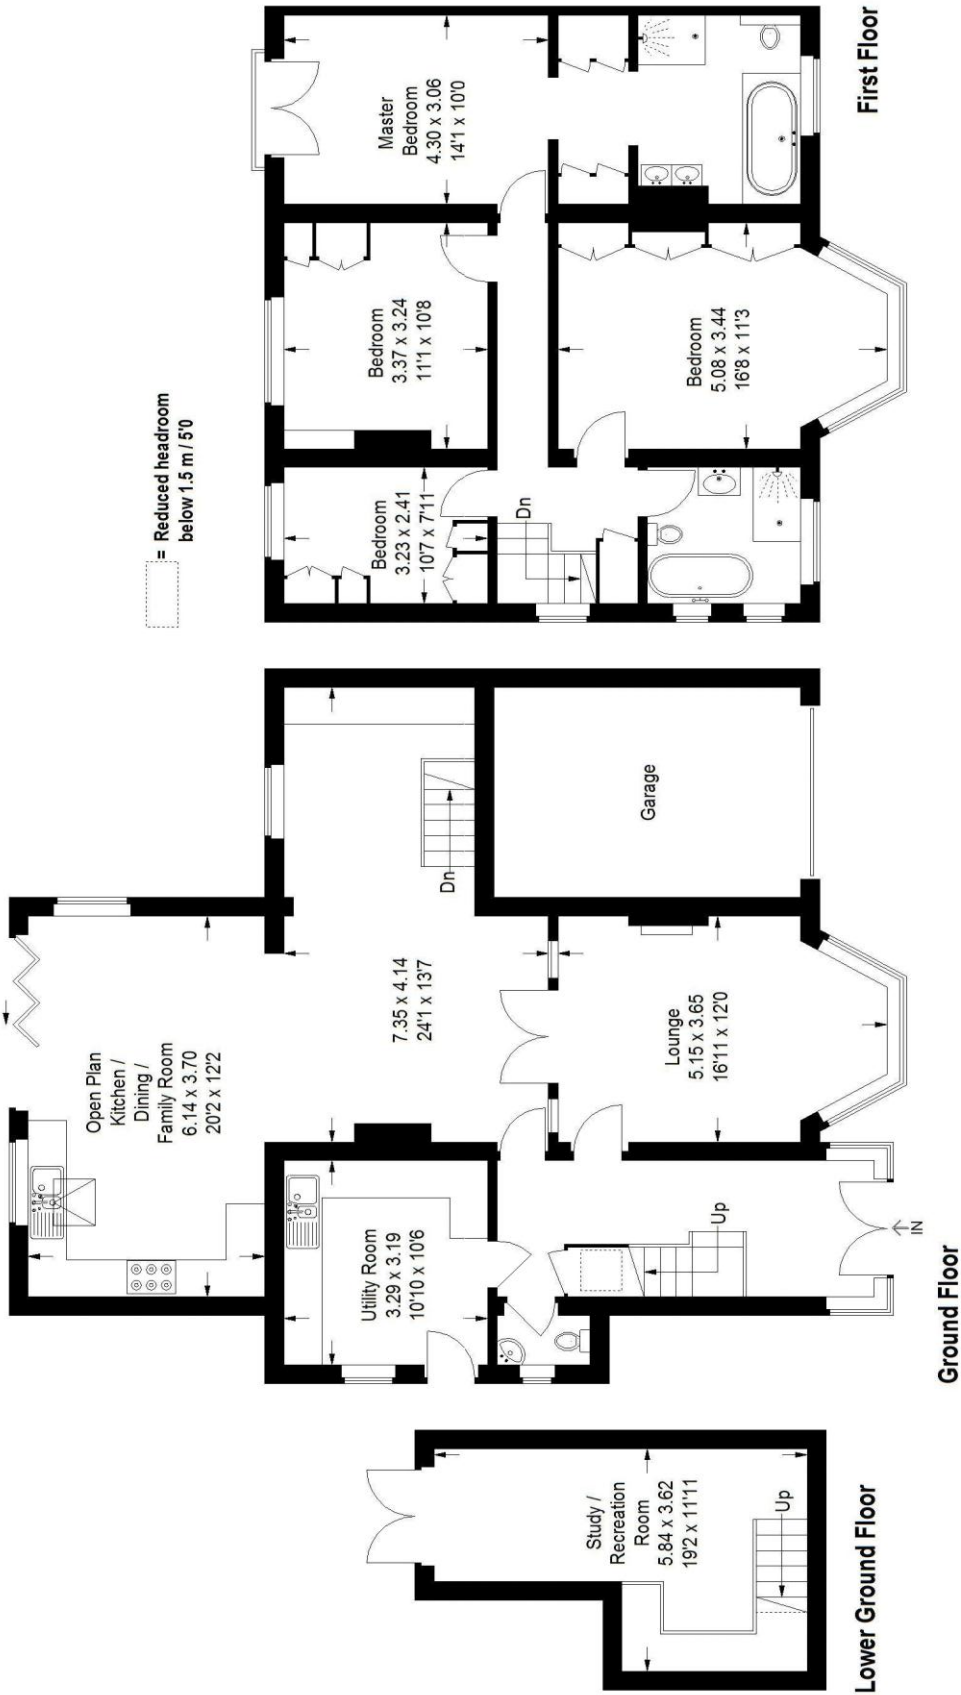 = Reduced headroom
below 1.5 m / 5'0
Study /
Recreation
Room
5.84 x 3.62
19'2 x 11'11
Up
Lower Ground Floor
Open Plan
Kitchen /
Dining /
Family Room
6.14 x 3.70
20'2 x 12'2
Utility Room
3.29 x 3.19
10'10 x 10'6
7.35 x 4.14
24'1 x 13'7
Dn
Up
Lounge
5.15 x 3.65
16'11 x 12'0
Garage
IN
Ground Floor
Bedroom
3.23 x 2.41
10'7 x 7'11
Bedroom
3.37 x 3.24
11'1 x 10'8
Master
Bedroom
4.30 x 3.06
14'1 x 10'0
Dn
Bedroom
5.08 x 3.44
16'8 x 11'3
First Floor